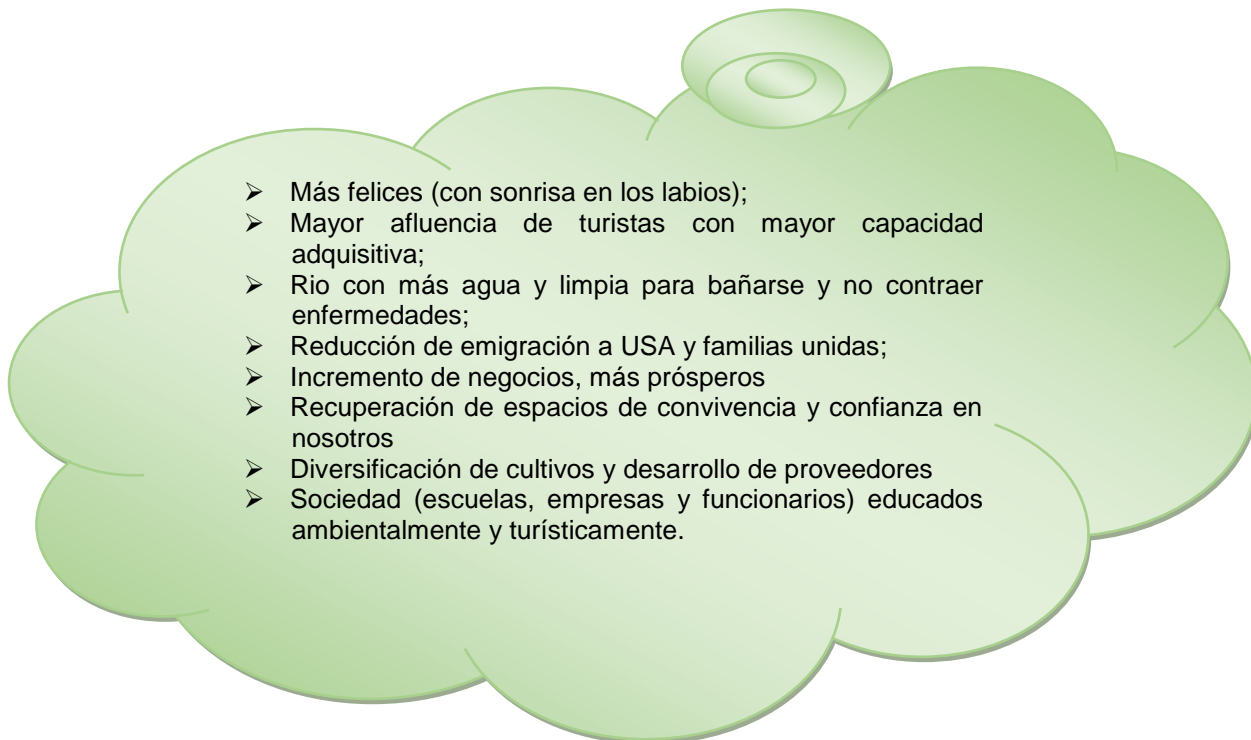 ➢ Más felices (con sonrisa en los labios);
➢ Mayor afluencia de turistas con mayor capacidad
adquisitiva;
➢ Rio con más agua y limpia para bañarse y no contraer
enfermedades;
➢ Reducción de emigración a USA y familias unidas;
➢ Incremento de negocios, más prósperos
➢ Recuperación de espacios de convivencia y confianza en
nosotros
➢ Diversificación de cultivos y desarrollo de proveedores
➢ Sociedad (escuelas, empresas y funcionarios) educados
ambientalmente y turísticamente.